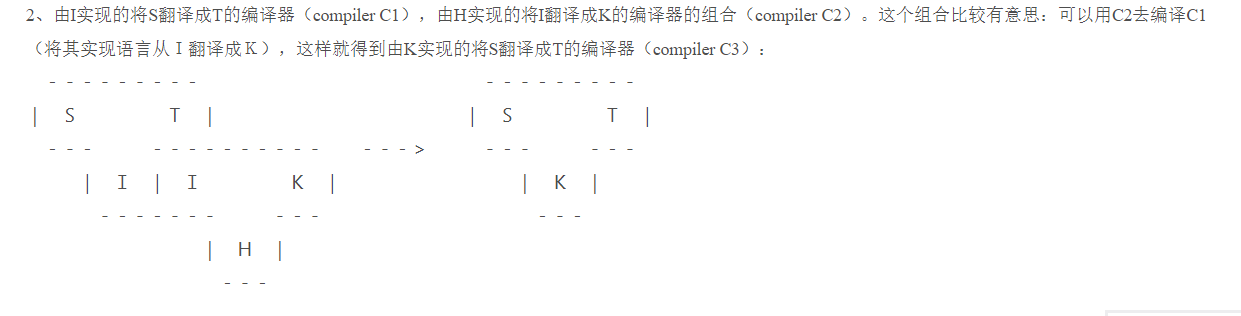 2、由I实现的将S翻译成T的编译器（compiler C1），由H实现的将I翻译成K的编译器的组合（compiler C2）。这个组合比较有意思：可以用C2去编译C1
（将其实现语言从Ｉ翻译成Ｋ），这样就得到由K实现的将S翻译成T的编译器（compiler C3）：
- - - - - - - - - - - - - - - - - -
| S T | | S T |
- - - - - - - - - - - - - - - - > - - - - - -
| I | I K | | K |
- - - - - - - - - - - - -
| H |
- - -